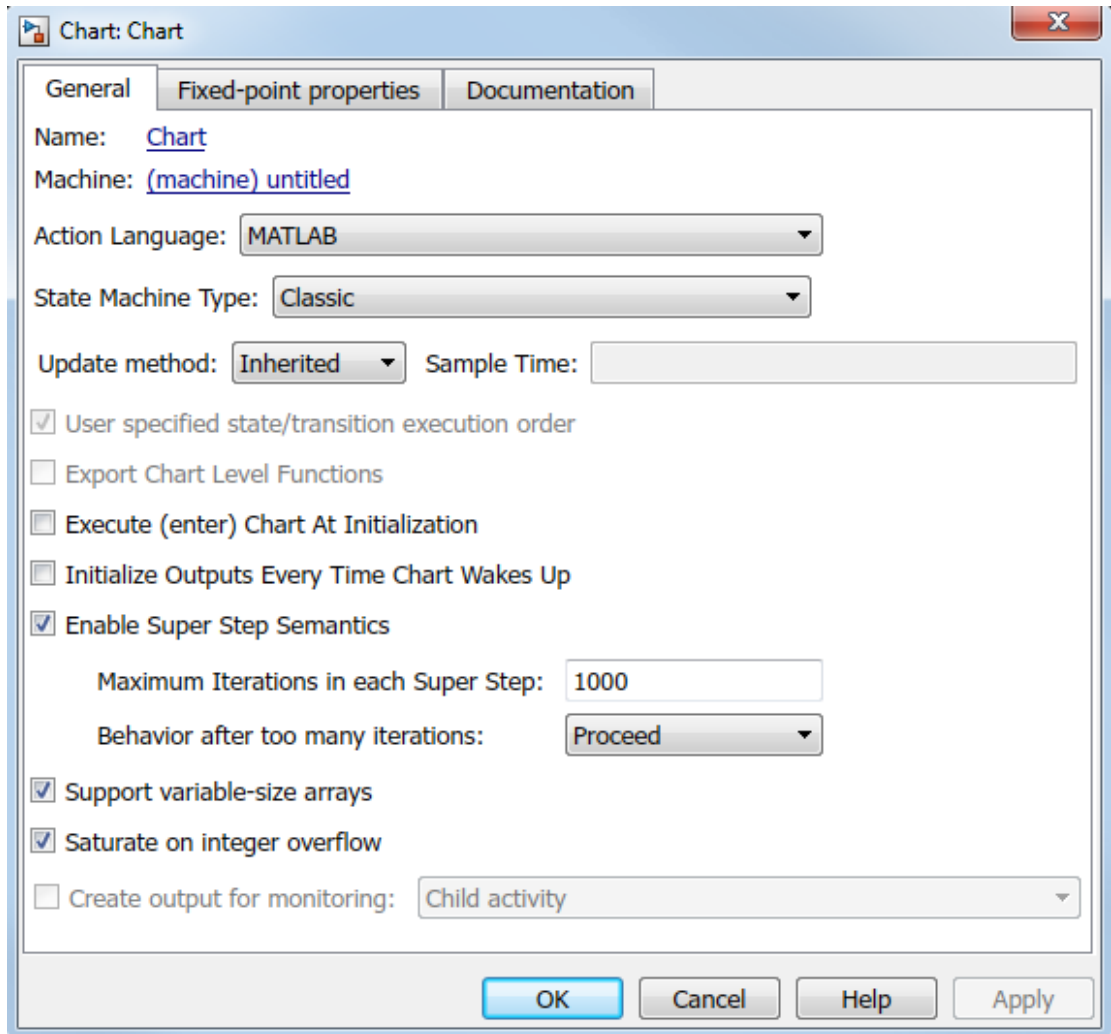 Chart: Chart
General Fixed-point properties Documentation
Name: Chart
Machine: (machine) untitled
Action Language: MATLAB
State Machine Type: Classic
Update method: Inherited Sample Time:
User specified state/transition execution order
Export Chart Level Functions
Execute (enter) Chart At Initialization
Initialize Outputs Every Time Chart Wakes Up
Enable Super Step Semantics
Maximum Iterations in each Super Step: 1000
Behavior after too many iterations: Proceed
Support variable-size arrays
Saturate on integer overflow
Create output for monitoring: Child activity
OK Cancel Help Apply